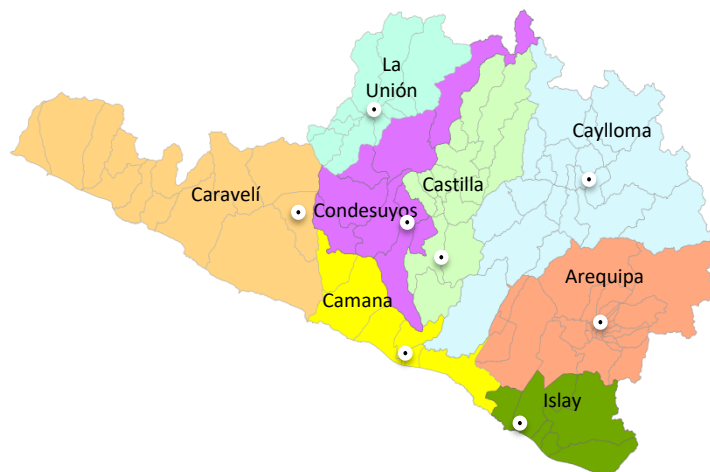 La
Unión
Caylloma
Caravelí
Condesuyos
Castilla
Camana
Arequipa
Islay